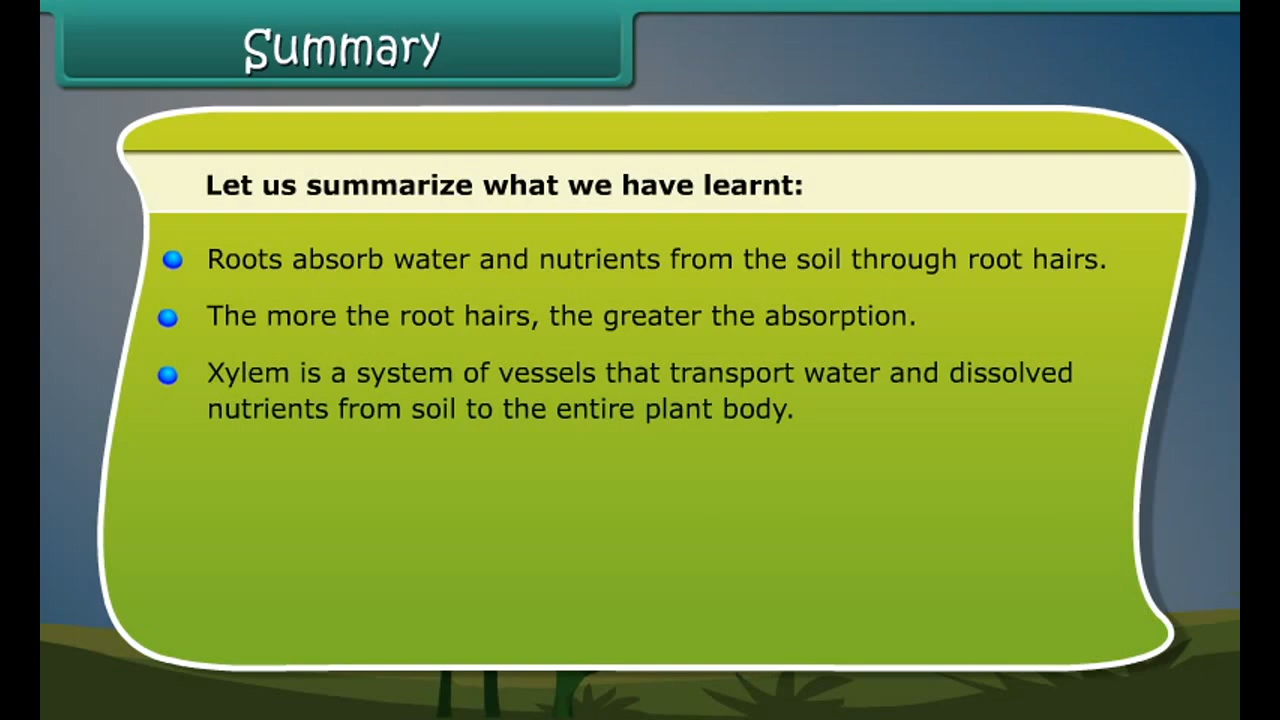 Summary
Let us summarize what we have learnt:
Roots absorb water and nutrients from the soil through root hairs.
The more the root hairs, the greater the absorption.
Xylem is a system of vessels that transport water and dissolved
nutrients from soil to the entire plant body.